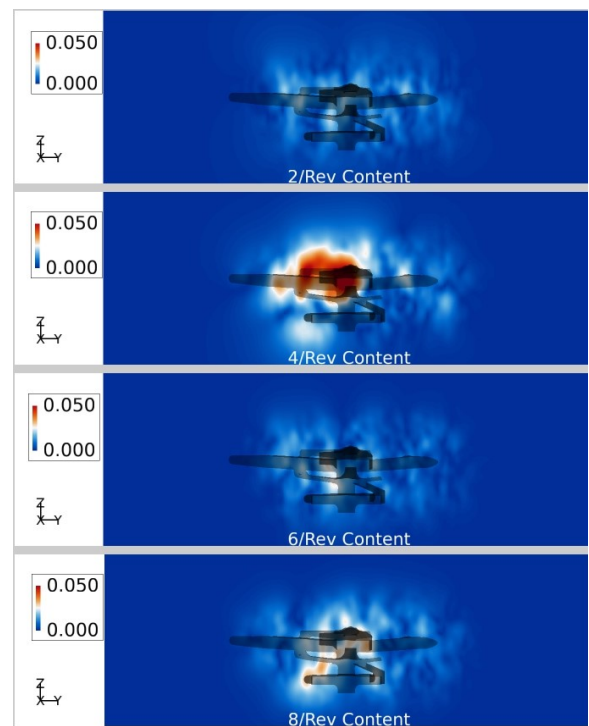 0.050
0.000
Z
X Y
2/Rev Content
0.050
0.000
Z
X Y
4/Rev Content
0.050
0.000
Z
X Y
6/Rev Content
0.050
0.000
Z
X Y
8/Rev Content